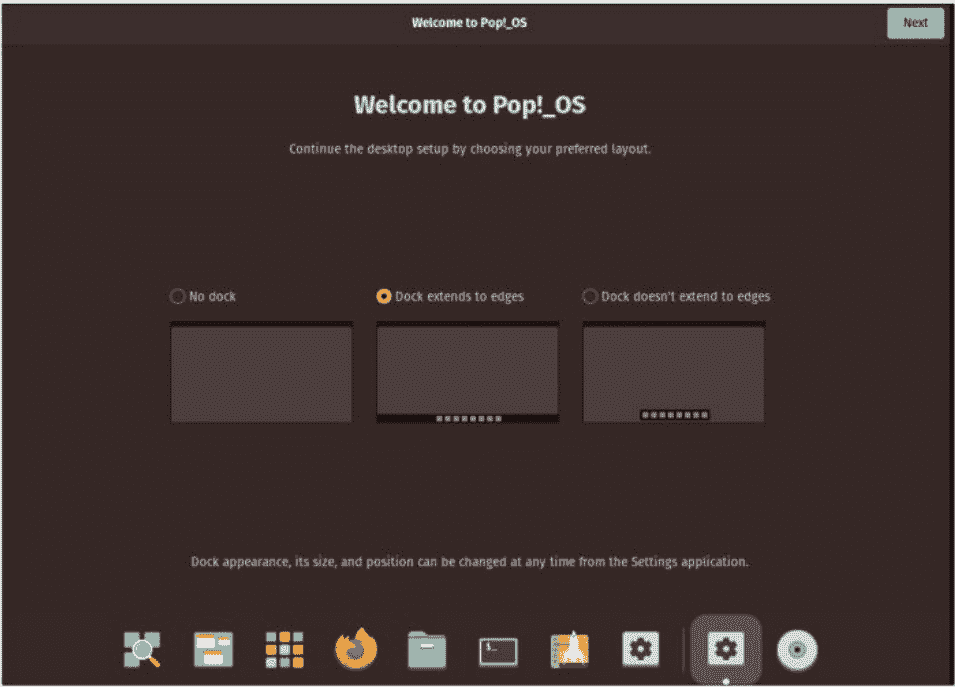 Welcome to Pop!_OS
Next
Welcome to Pop!_OS
Continue the desktop setup by choosing your preferred layout.
No dock
Dock extends to edges
Dock doesn't extend to edges
Dock appearance, its size, and position can be changed at any time from the Settings application.
$_